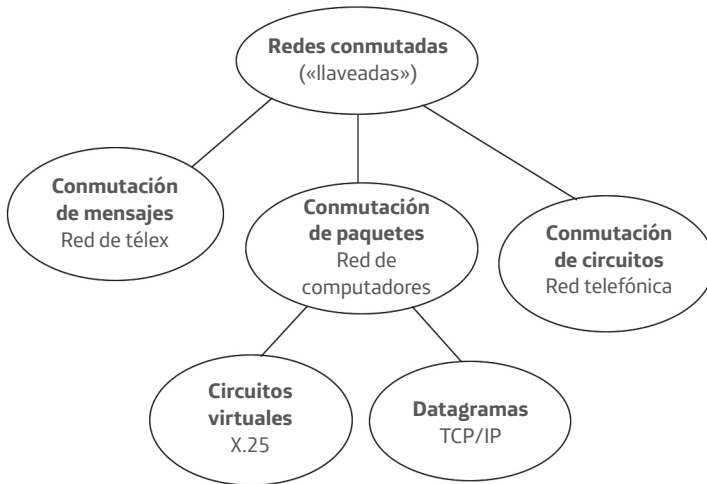 Redes conmutadas
(«llaveadas»)
Conmutación
de mensajes
Red de télex
Conmutación
de paquetes
Red de
computadores
Conmutación
de circuitos
Red telefónica
Circuitos
virtuales
X.25
Datagramas
TCP/IP